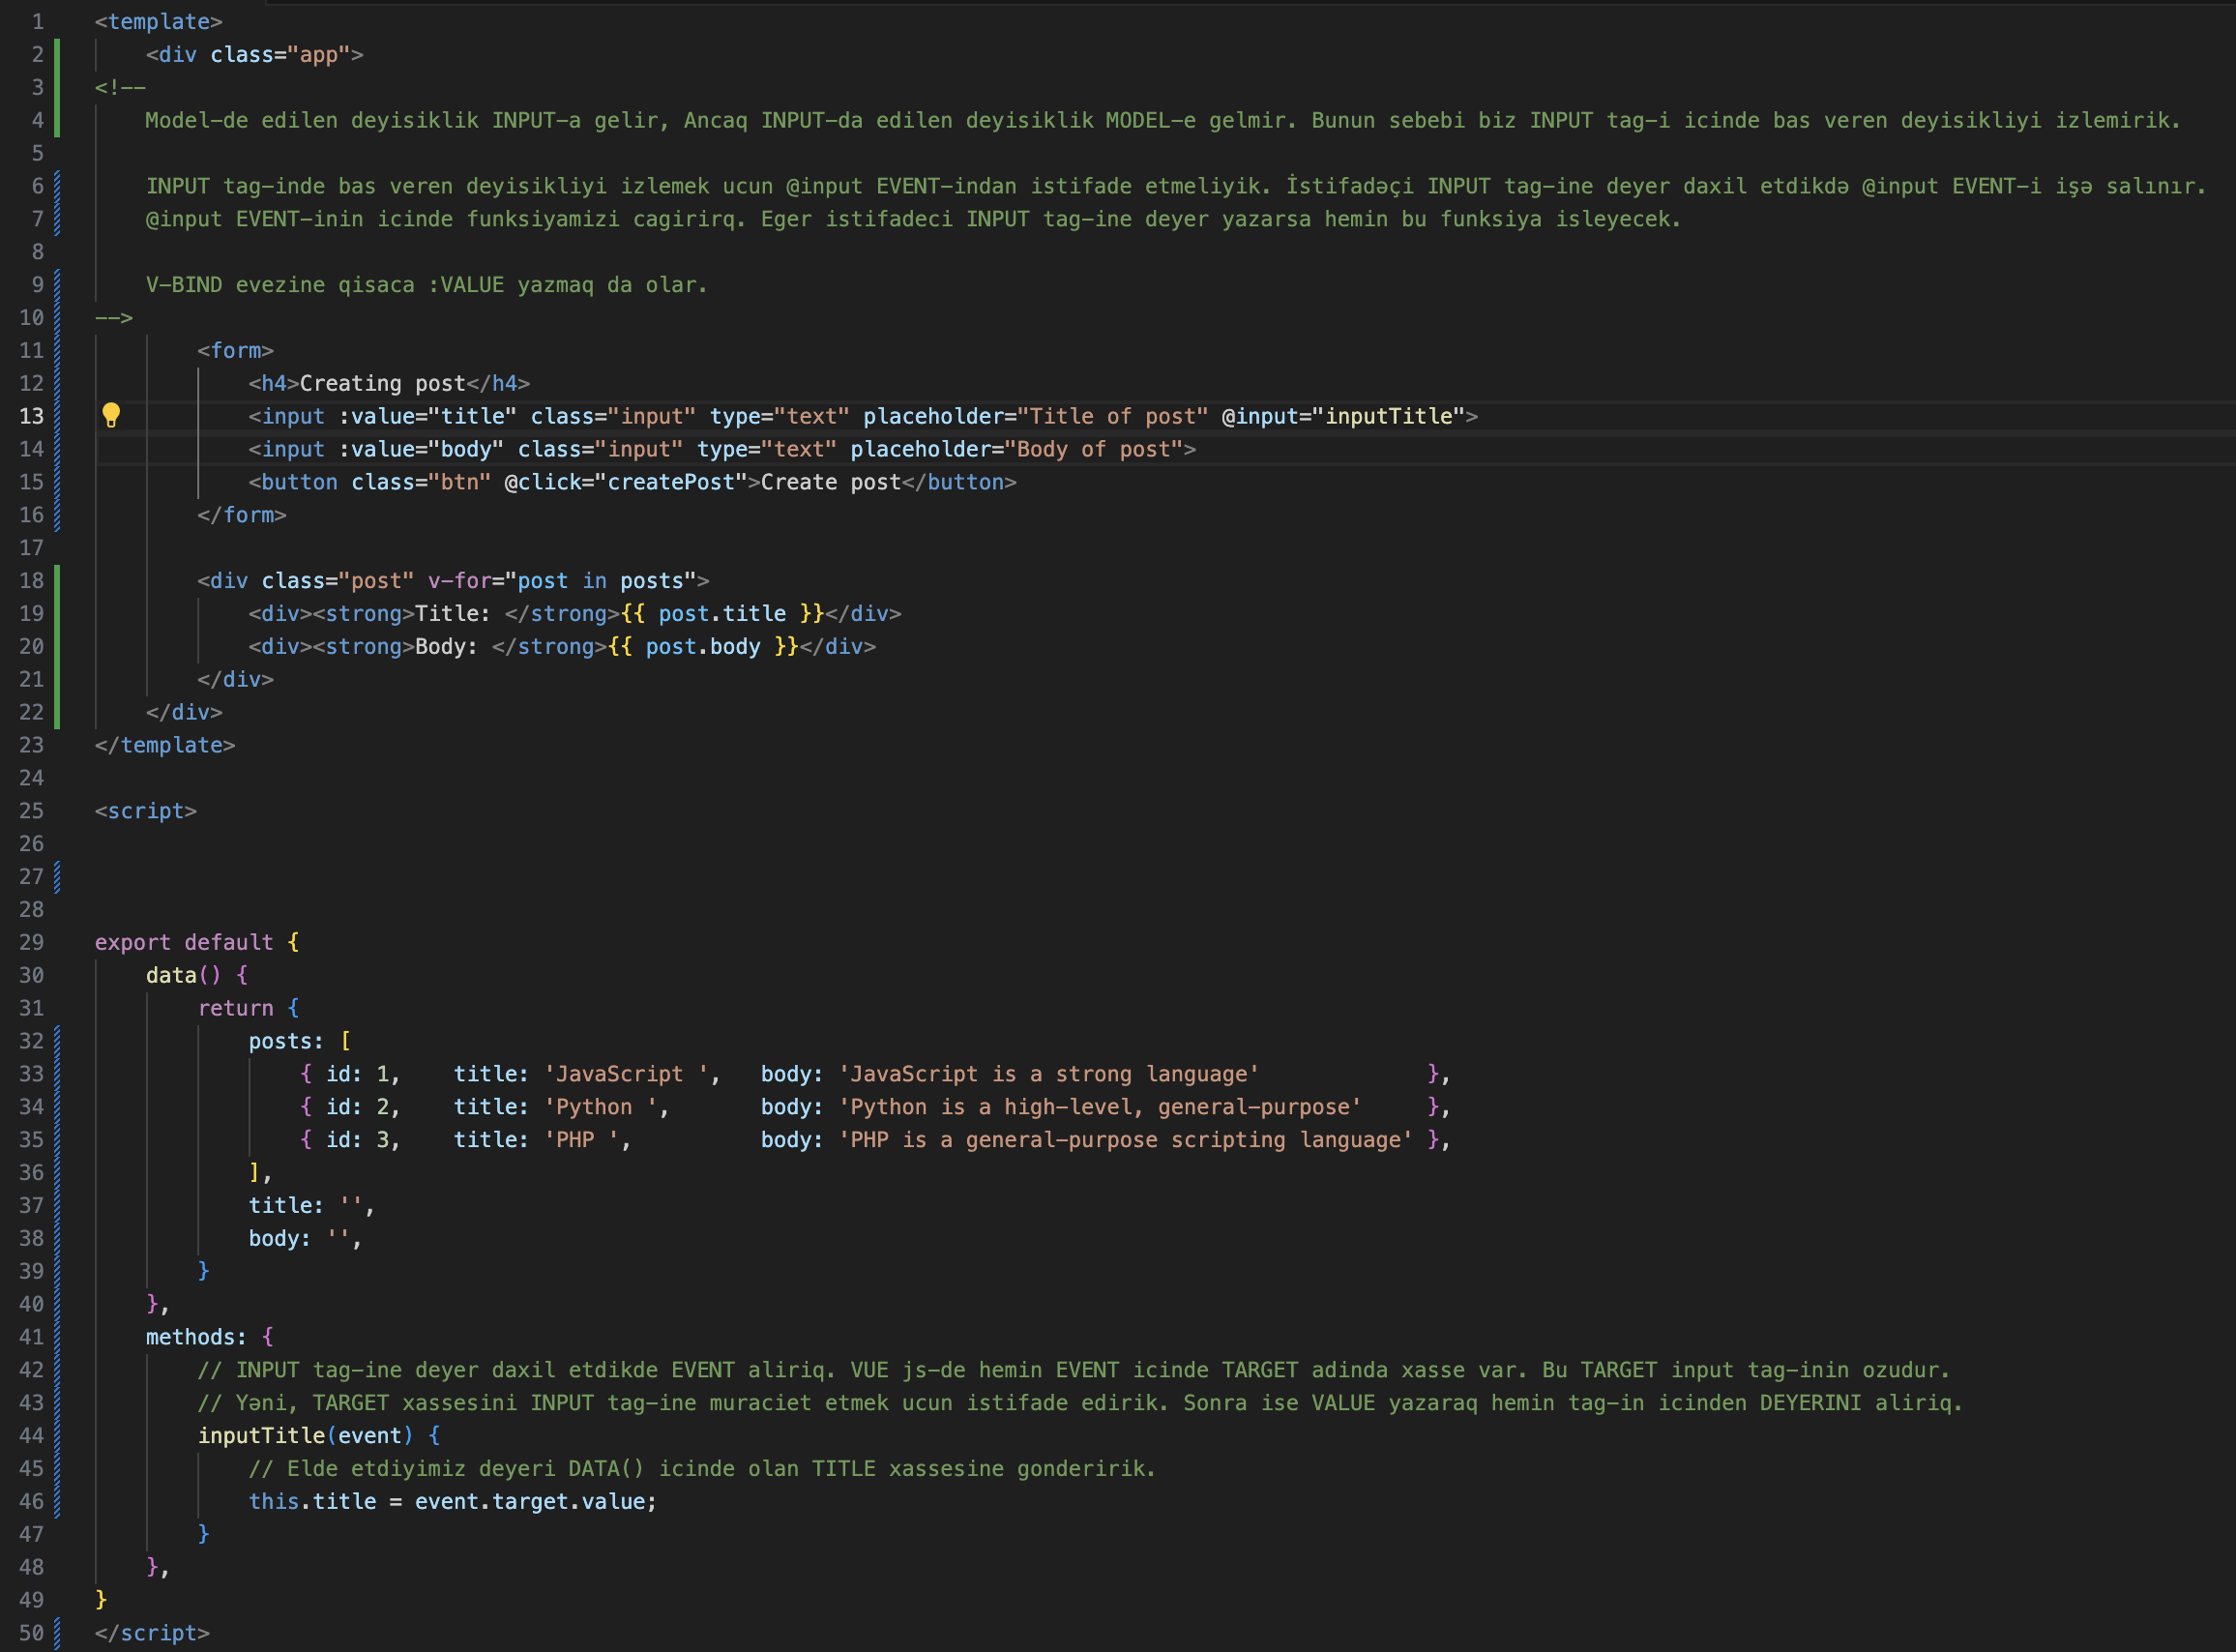 1 <template>
2 <div class="app">
3 <!--
4 Model-de edilen deyisiklik INPUT-a gelir, Ancaq INPUT-da edilen deyisiklik MODEL-e gelmir. Bunun sebebi biz INPUT tag-i icinde bas veren deyisikliyi izlemirik.
5
6 INPUT tag-inde bas veren deyisikliyi izlemek ucun @input EVENT-indan istifade etmeliyik. İstifadəçi INPUT tag-ine deyer daxil etdikdə @input EVENT-i işə salınır.
7 @input EVENT-inin icinde funksiyamizi cagirirq. Eger istifadeci INPUT tag-ine deyer yazarsa hemin bu funksiya isleyecek.
8
9 V-BIND evezine qisaca :VALUE yazmaq da olar.
10 -->
11 <form>
12 <h4>Creating post</h4>
13 <input :value="title" class="input" type="text" placeholder="Title of post" @input="inputTitle">
14 <input :value="body" class="input" type="text" placeholder="Body of post">
15 <button class="btn" @click="createPost">Create post</button>
16 </form>
17
18 <div class="post" v-for="post in posts">
19 <div><strong>Title: </strong>{{ post.title }}</div>
20 <div><strong>Body: </strong>{{ post.body }}</div>
21 </div>
22 </div>
23 </template>
24
25 <script>
26
27
28
29 export default {
30 data() {
31 return {
32 posts: [
33 { id: 1, title: 'JavaScript ', body: 'JavaScript is a strong language' },
34 { id: 2, title: 'Python ', body: 'Python is a high-level, general-purpose' },
35 { id: 3, title: 'PHP ', body: 'PHP is a general-purpose scripting language' },
36 ],
37 title: '',
38 body: '',
39 }
40 },
41 methods: {
42 // INPUT tag-ine deyer daxil etdikde EVENT aliriq. VUE js-de hemin EVENT icinde TARGET adinda xasse var. Bu TARGET input tag-inin ozudur.
43 // Yəni, TARGET xassesini INPUT tag-ine muraciet etmek ucun istifade edirik. Sonra ise VALUE yazaraq hemin tag-in icinden DEYERINI aliriq.
44 inputTitle(event) {
45 // Elde etdiyimiz deyeri DATA() icinde olan TITLE xassesine gonderirik.
46 this.title = event.target.value;
47 }
48 },
49 }
50 </script>